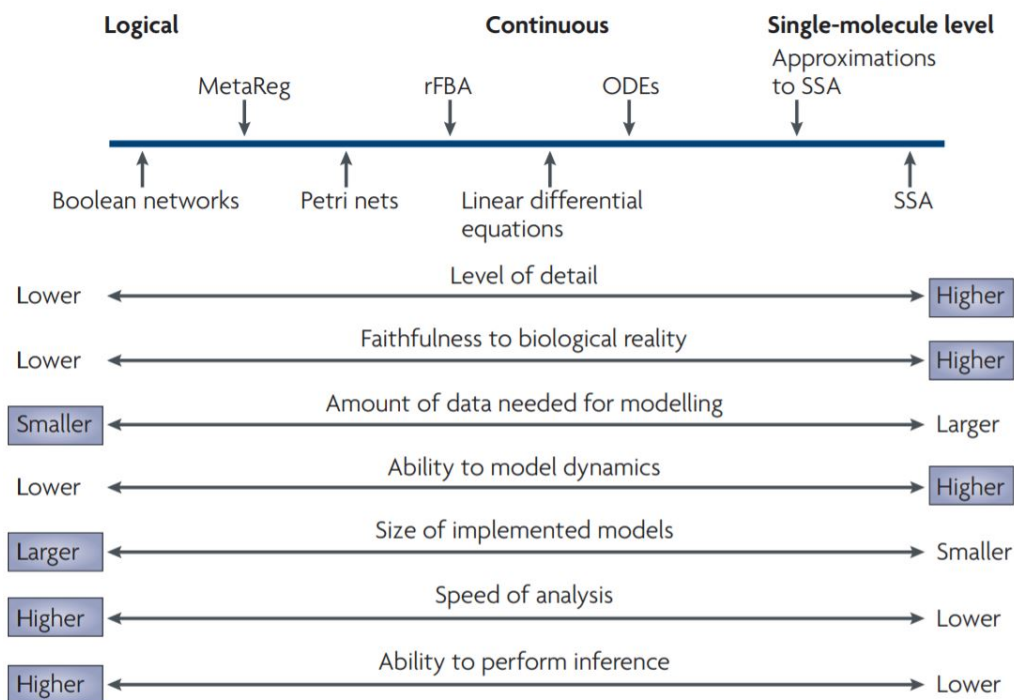 Logical Continuous Single-molecule level
MetaReg rFBA ODEs Approximations
to SSA
Boolean networks Petri nets Linear differential SSA
equations
Level of detail
Lower Higher
Faithfulness to biological reality
Lower Higher
Amount of data needed for modelling
Smaller Larger
Ability to model dynamics
Lower Higher
Size of implemented models
Larger Smaller
Speed of analysis
Higher Lower
Ability to perform inference
Higher Lower